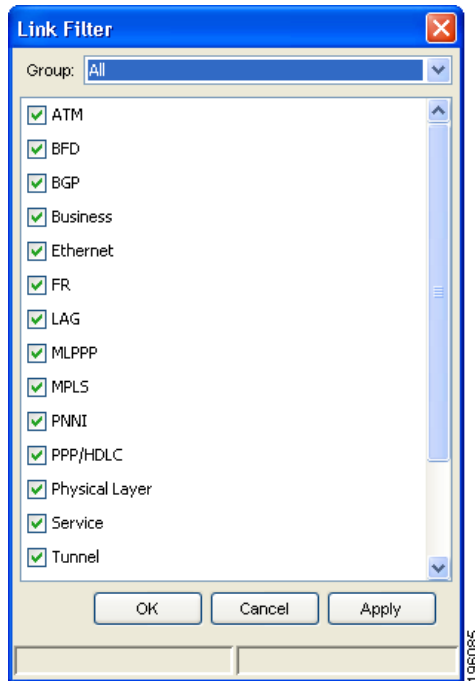 Link Filter
Group: All
ATM
BFD
BGP
Business
Ethernet
FR
LAG
MLPPP
MPLS
PNNI
PPP/HDLC
Physical Layer
Service
Tunnel
OK Cancel Apply
196085